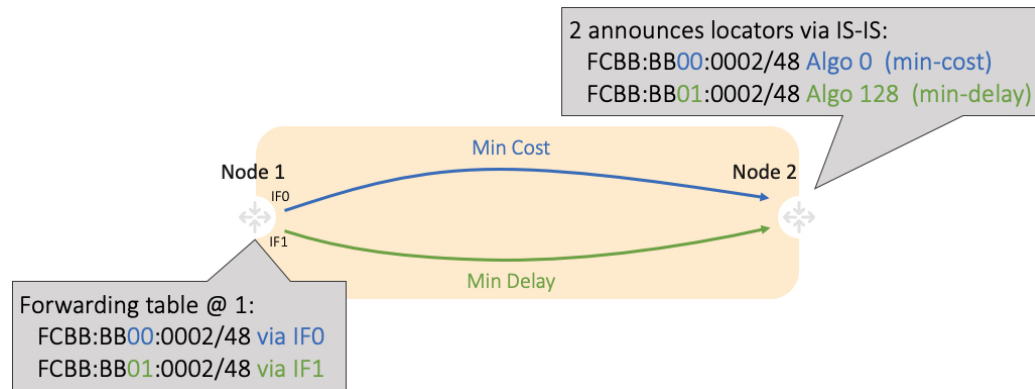 2 announces locators via IS-IS:
FCBB:BB00:0002/48 Algo 0 (min-cost)
FCBB:BB01:0002/48 Algo 128 (min-delay)
Min Cost
Node 1
Node 2
IF0
IF1
Min Delay
Forwarding table @ 1:
FCBB:BB00:0002/48 via IF0
FCBB:BB01:0002/48 via IF1